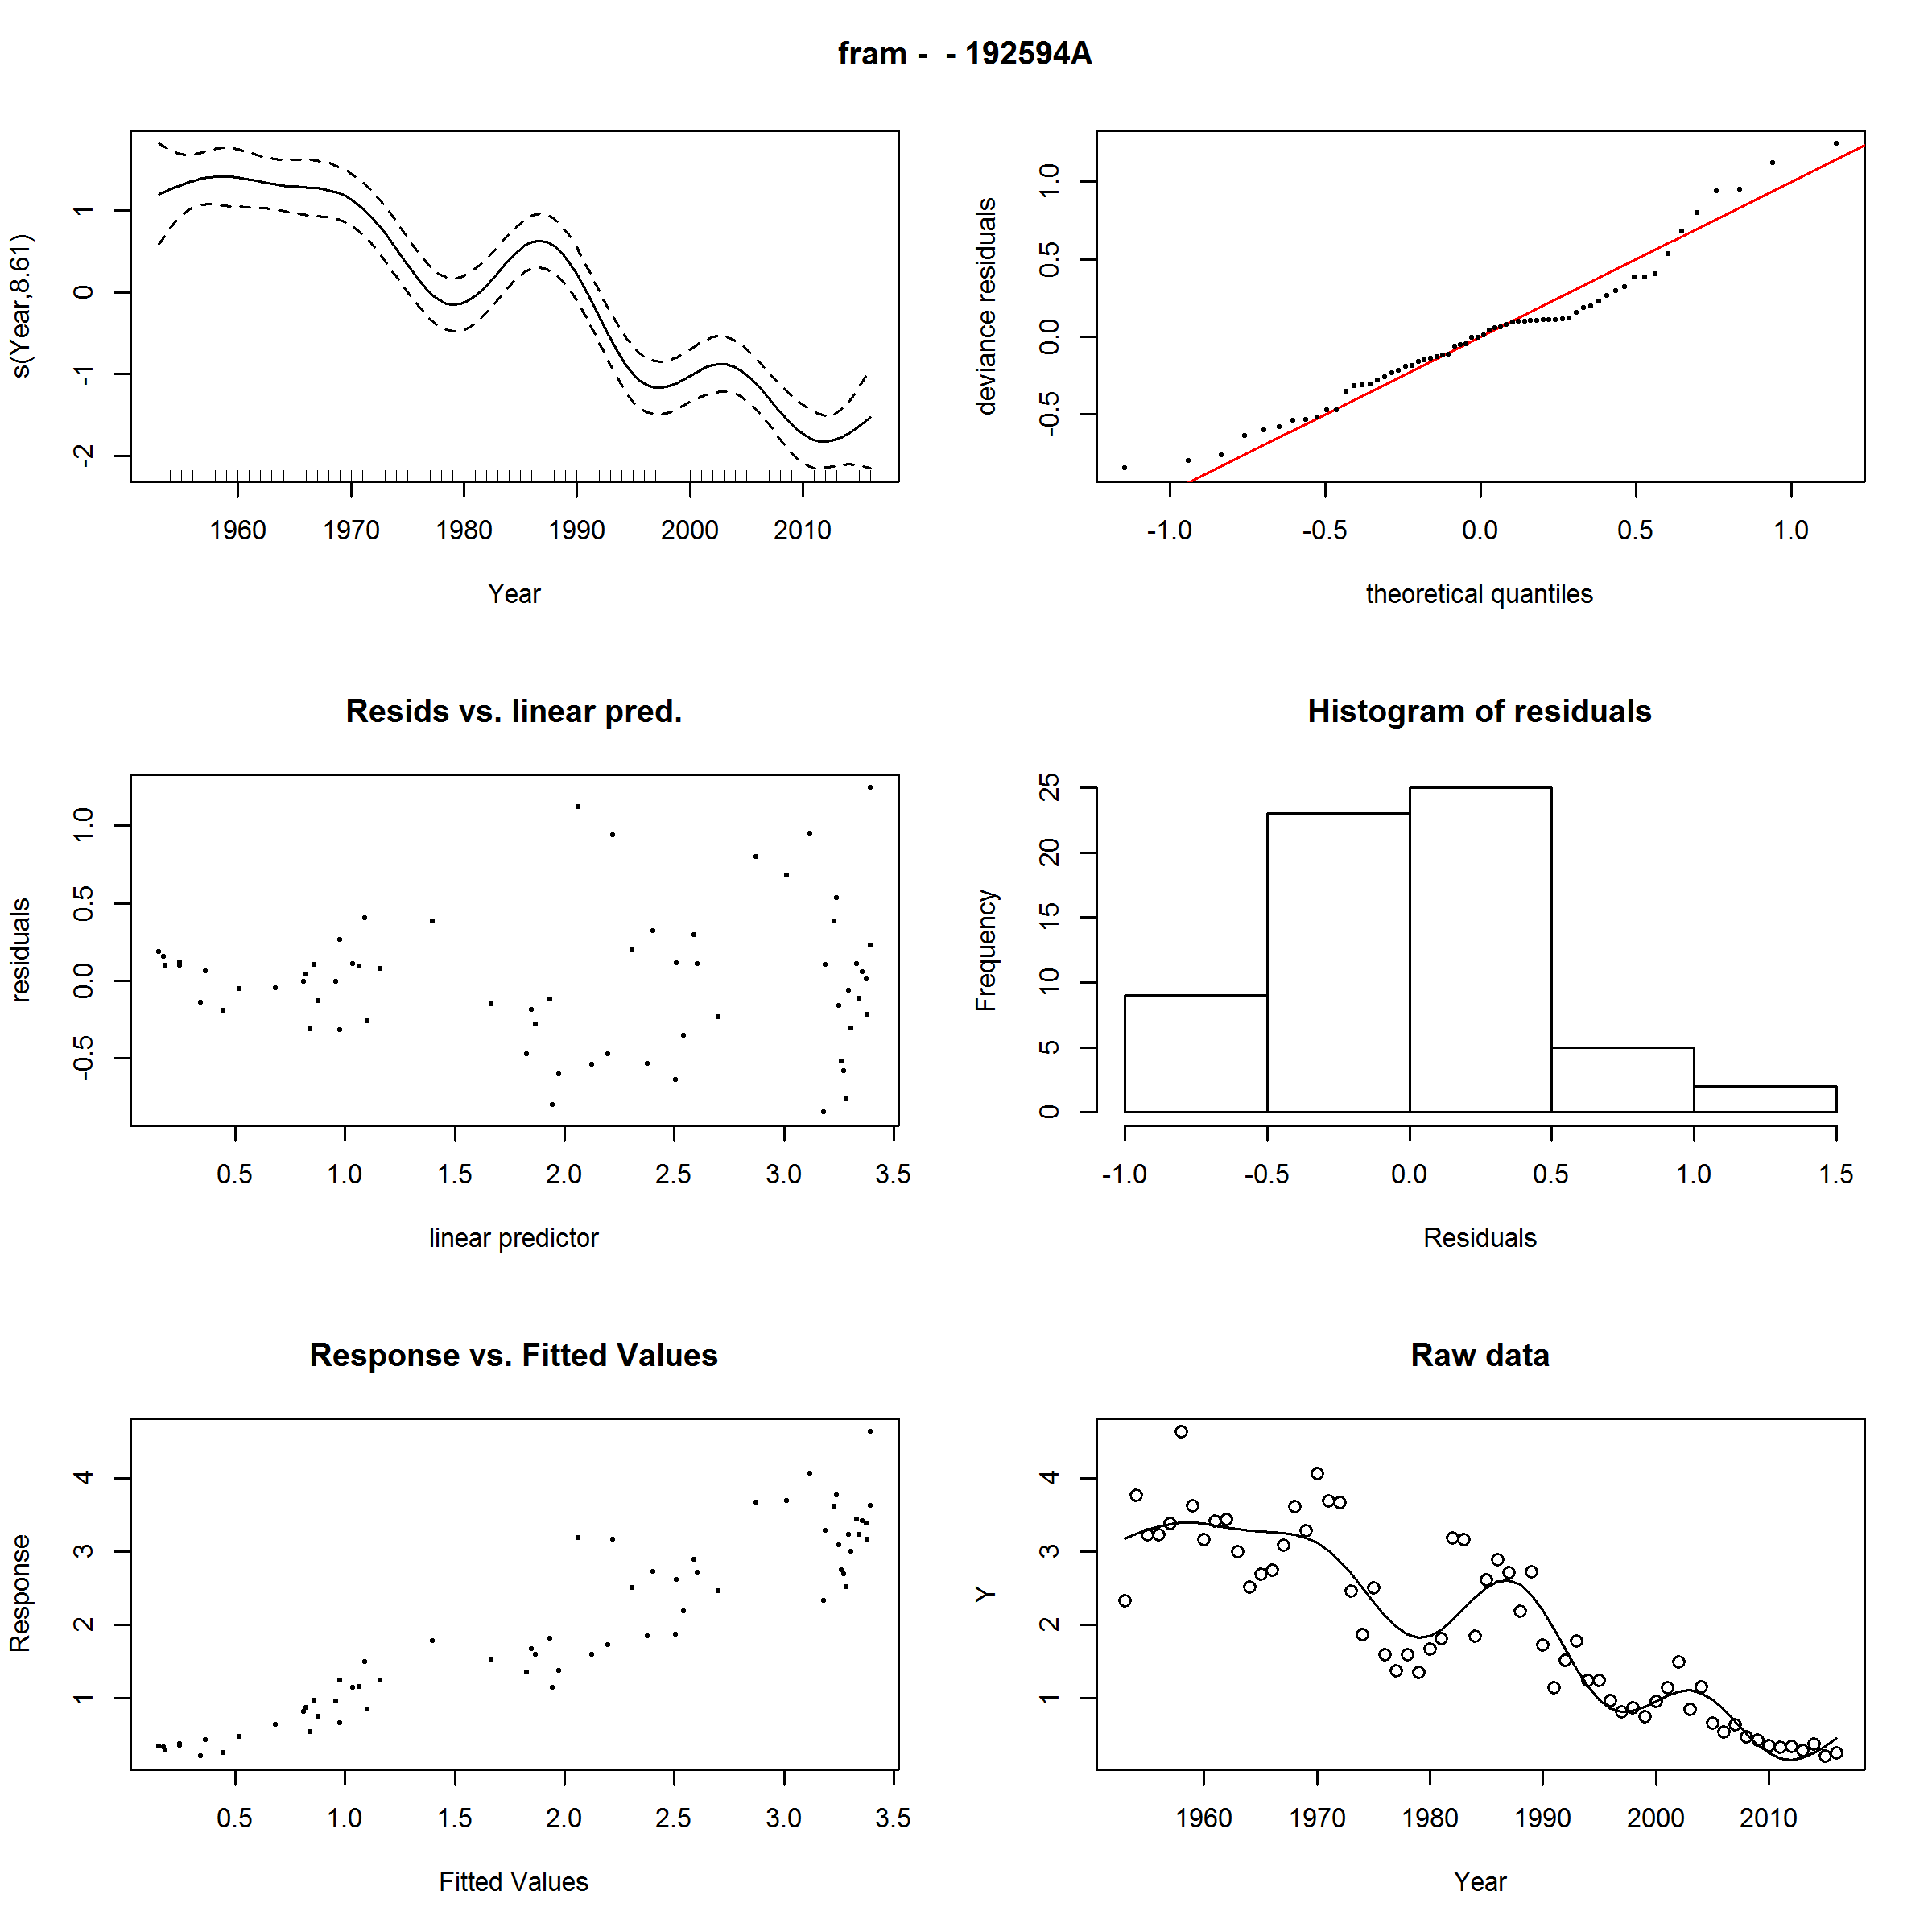 fram -  - 192594A
s(Year,8.61)
1
0
-1
-2
1960 1970 1980 1990 2000 2010
Year
deviance residuals
1.0
0.5
0.0
-0.5
-1.0 -0.5 0.0 0.5 1.0
theoretical quantiles
Resids vs. linear pred.
residuals
1.0
0.5
0.0
-0.5
0.5 1.0 1.5 2.0 2.5 3.0 3.5
linear predictor
Histogram of residuals
Frequency
25
20
15
10
5
0
-1.0 -0.5 0.0 0.5 1.0 1.5
Residuals
Response vs. Fitted Values
Response
4
3
2
1
0.5 1.0 1.5 2.0 2.5 3.0 3.5
Fitted Values
Raw data
Y
4
3
2
1
1960 1970 1980 1990 2000 2010
Year